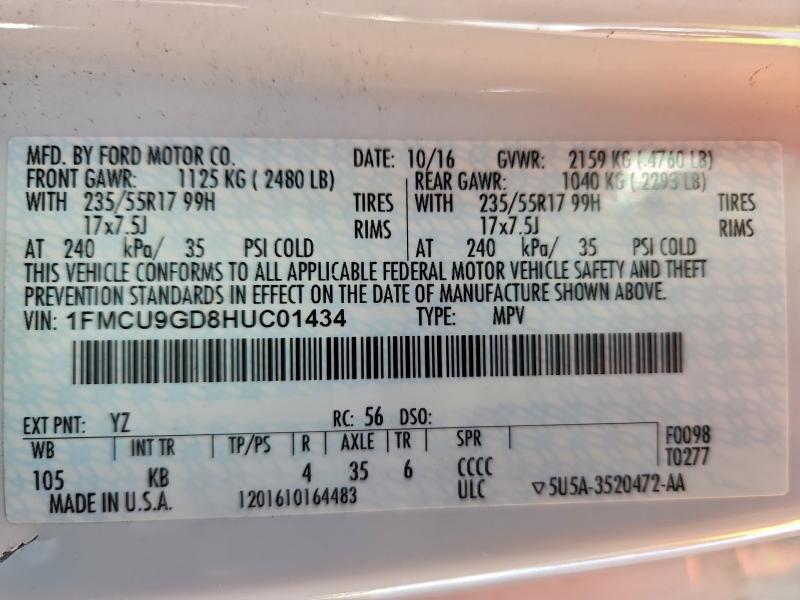 MFD. BY FORD MOTOR CO. DATE: 10/16 GVWR: 2159 KG ( 4760 LB)
FRONT GAWR: 1125 KG ( 2480 LB) REAR GAWR: 1040 KG ( 2293 LB)
WITH 235/55R17 99H TIRES WITH 235/55R17 99H TIRES
17x7.5J RIMS 17x7.5J RIMS
AT 240 kPa/ 35 PSI COLD AT 240 kPa/ 35 PSI COLD
THIS VEHICLE CONFORMS TO ALL APPLICABLE FEDERAL MOTOR VEHICLE SAFETY AND THEFT
PREVENTION STANDARDS IN EFFECT ON THE DATE OF MANUFACTURE SHOWN ABOVE.
VIN: 1FMCU9GD8HUC01434 TYPE: MPV
EXT PNT: YZ RC: 56 DSO:
WB INT TR TP/PS R AXLE TR SPR F0098
105 KB 4 35 6 CCCC T0277
MADE IN U.S.A. 1201610164483 ULC ▽5U5A-3520472-AA